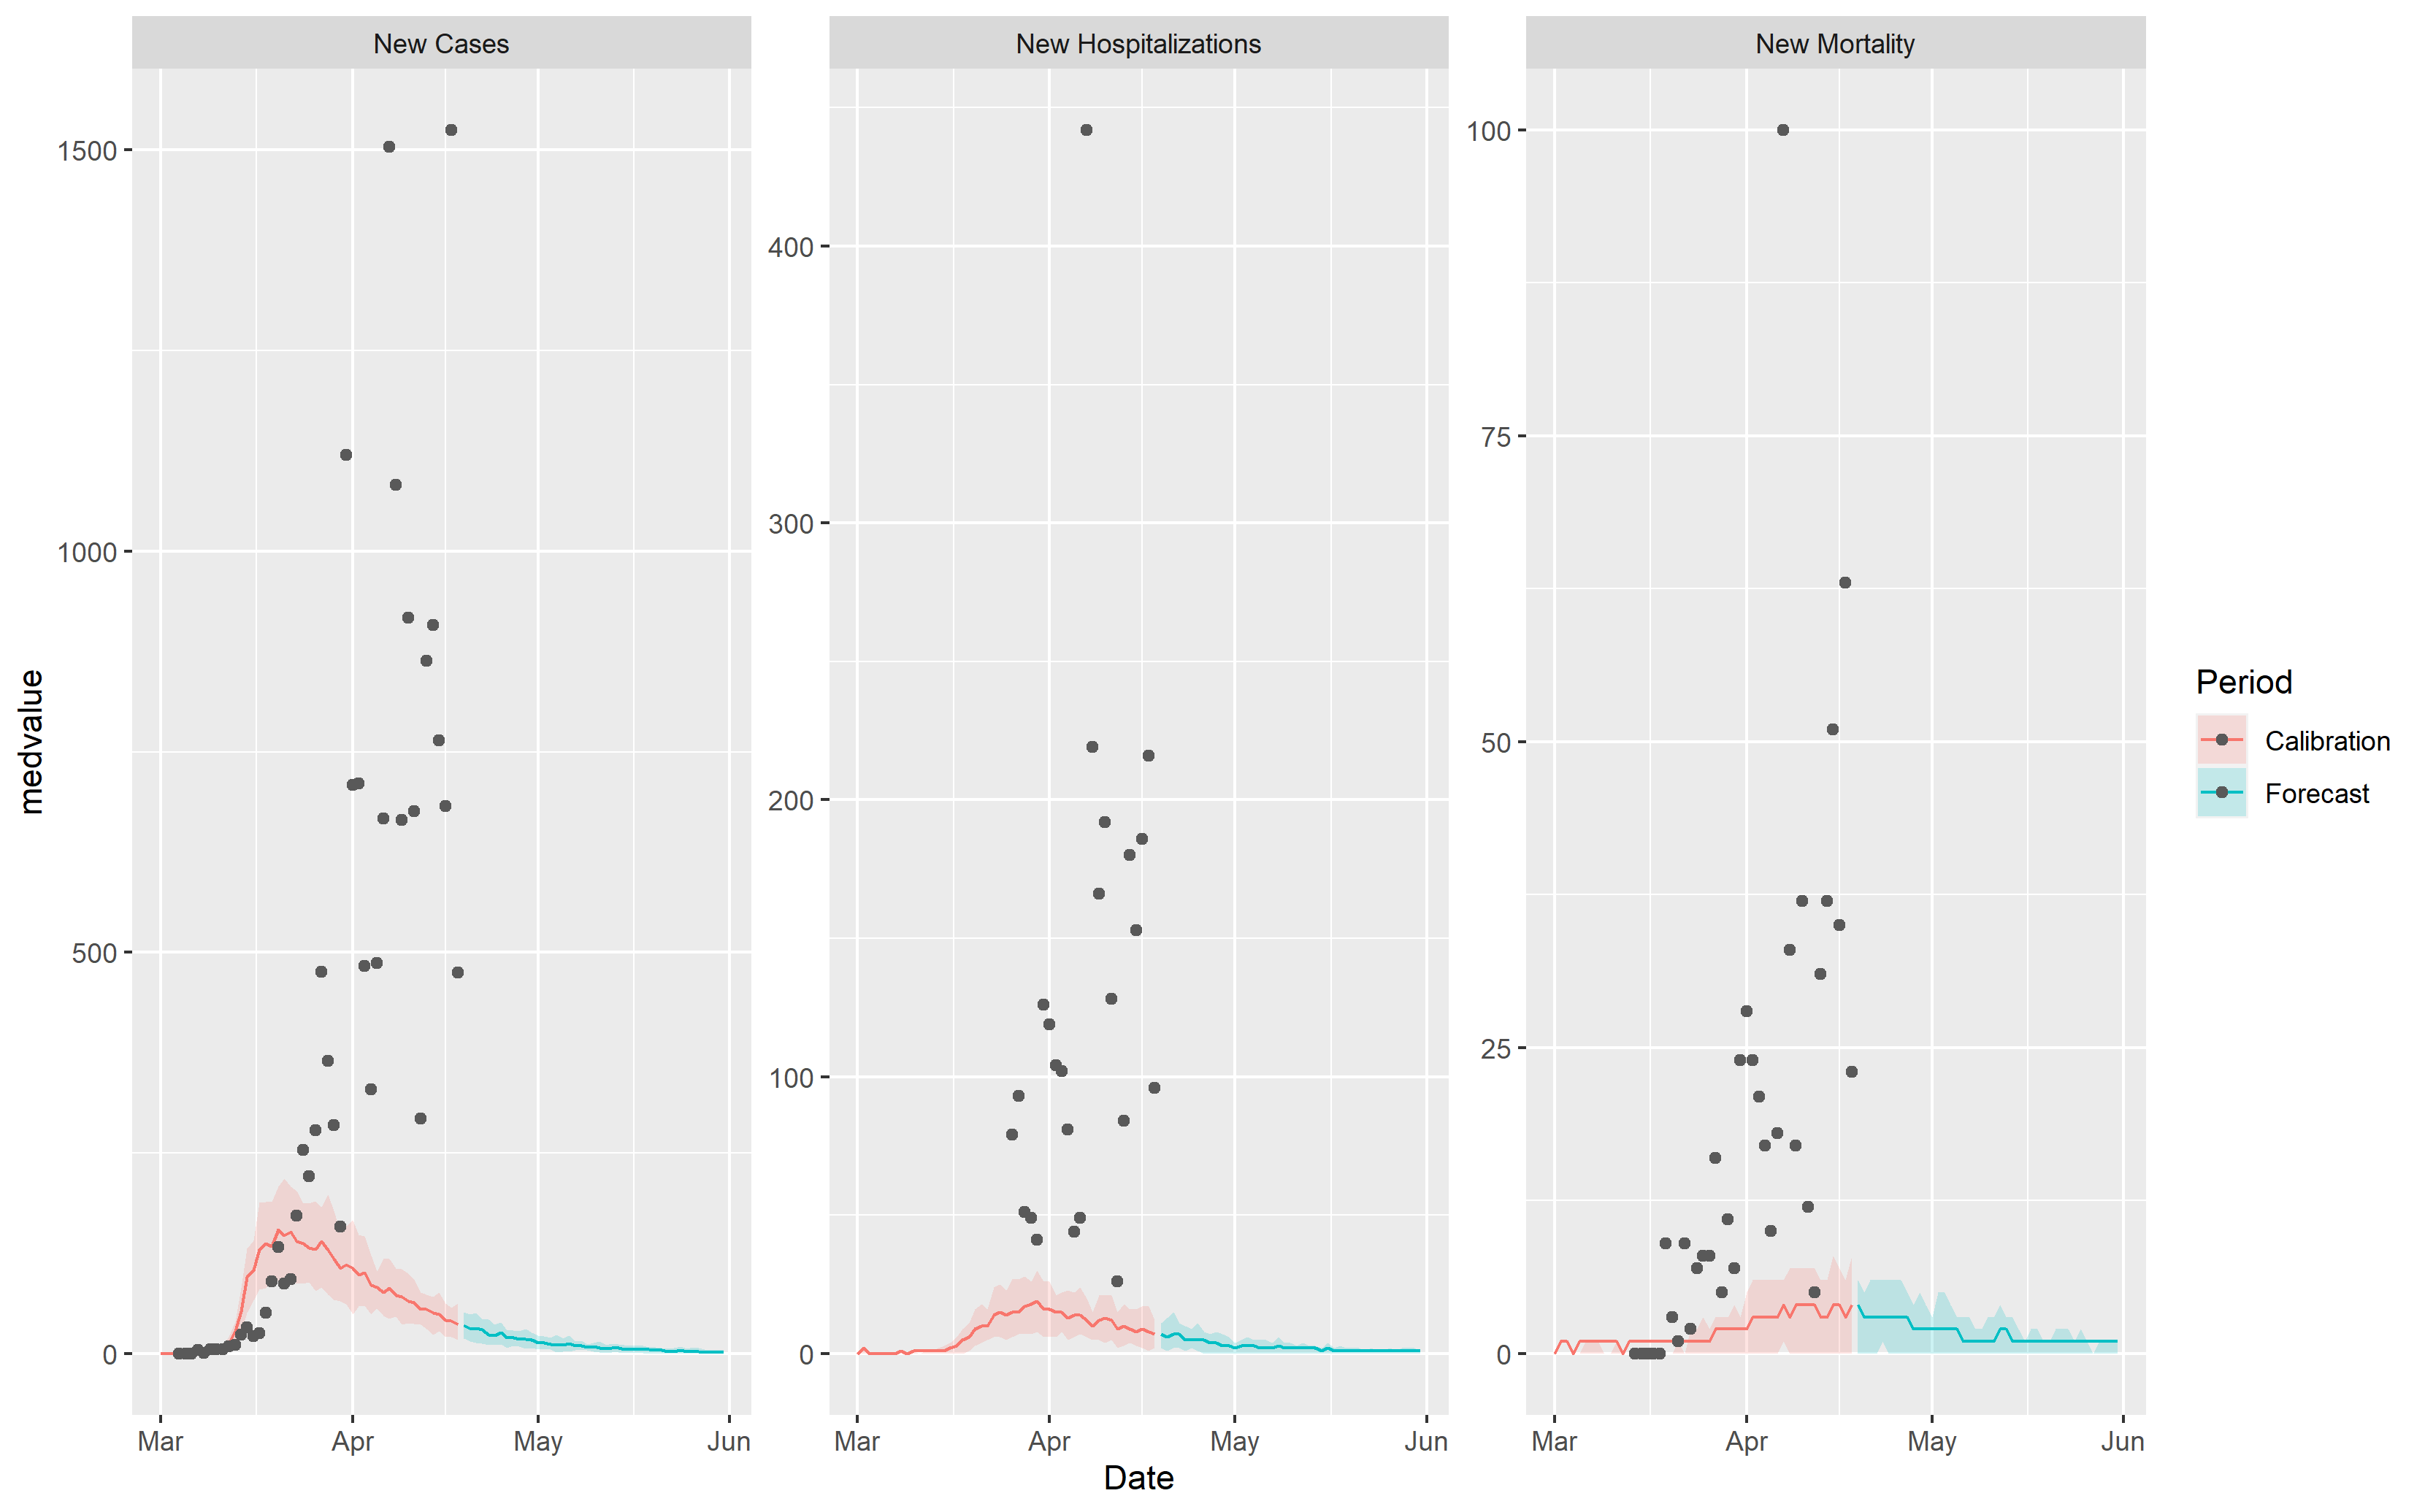 New Cases
New Hospitalizations
New Mortality
medvalue
1500
1000
500
0
400
300
200
100
0
100
75
50
25
0
Mar
Apr
May
Jun
Mar
Apr
May
Jun
Mar
Apr
May
Jun
Date
Period
Calibration
Forecast